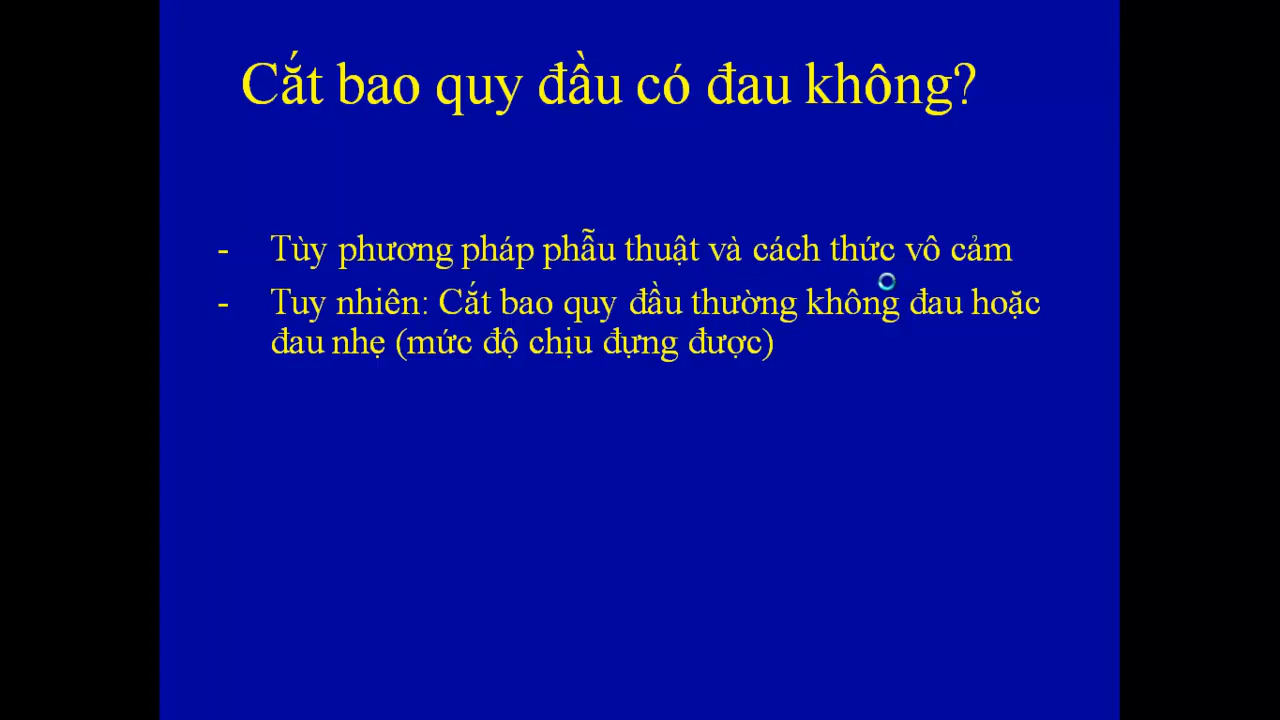 Cắt bao quy đầu có đau không?
- Tùy phương pháp phẫu thuật và cách thức vô cảm
- Tuy nhiên: Cắt bao quy đầu thường không đau hoặc
đau nhẹ (mức độ chịu đựng được)